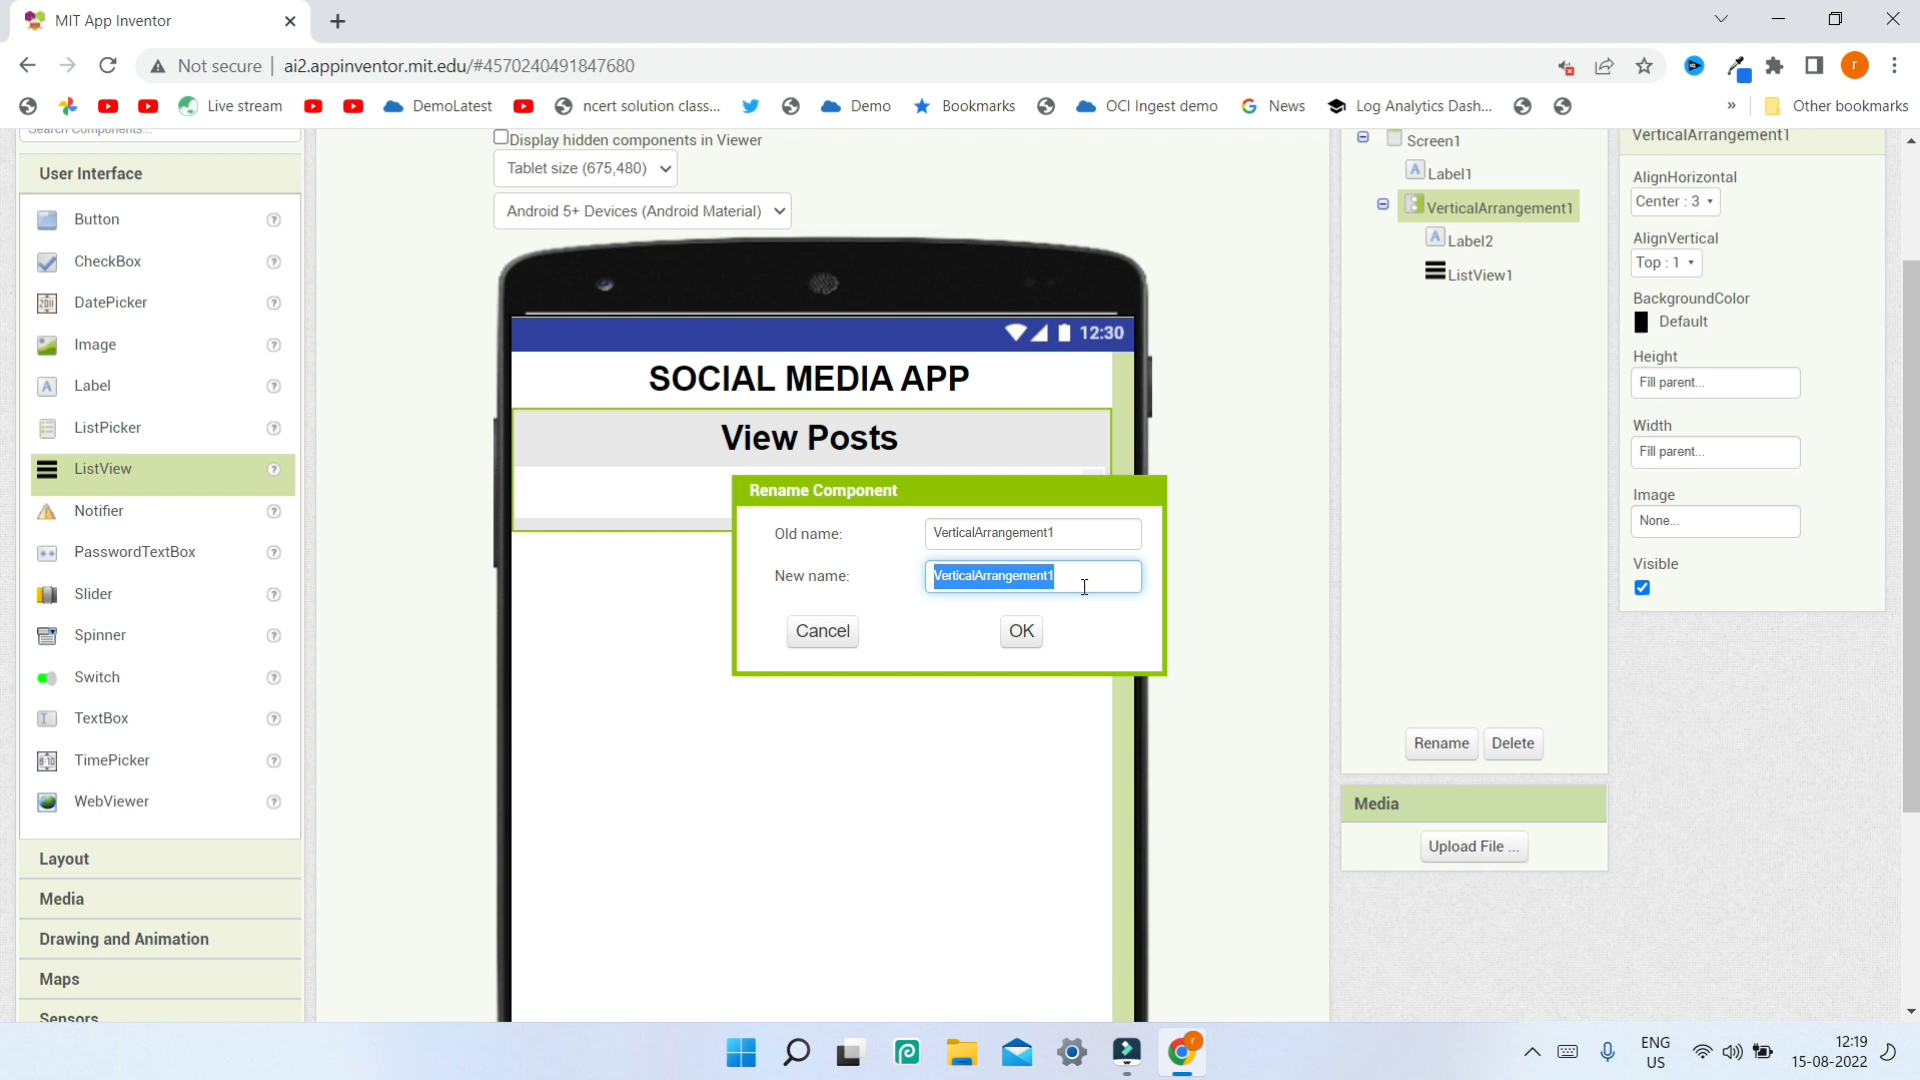 MIT App Inventor
Not secure
ai2.appinventor.mit.edu/#4570240491847680
r
Live stream
DemoLatest
ncert solution class...
Demo
Bookmarks
OCI Ingest demo
News
Log Analytics Dash...
»
Other bookmarks
Search Components...
User Interface
Button
CheckBox
DatePicker
Image
Label
ListPicker
ListView
Notifier
PasswordTextBox
Slider
Spinner
Switch
TextBox
TimePicker
WebViewer
Layout
Media
Drawing and Animation
Maps
Sensors
Display hidden components in Viewer
Tablet size (675,480)
Android 5+ Devices (Android Material)
12:30
SOCIAL MEDIA APP
View Posts
Rename Component
Old name:
VerticalArrangement1
New name:
VerticalArrangement1
Cancel
OK
Screen1
Label1
VerticalArrangement1
Label2
ListView1
Rename
Delete
Media
Upload File ...
VerticalArrangement1
AlignHorizontal
Center : 3
AlignVertical
Top : 1
BackgroundColor
Default
Height
Fill parent...
Width
Fill parent...
Image
None...
Visible
ENG
US
12:19
15-08-2022